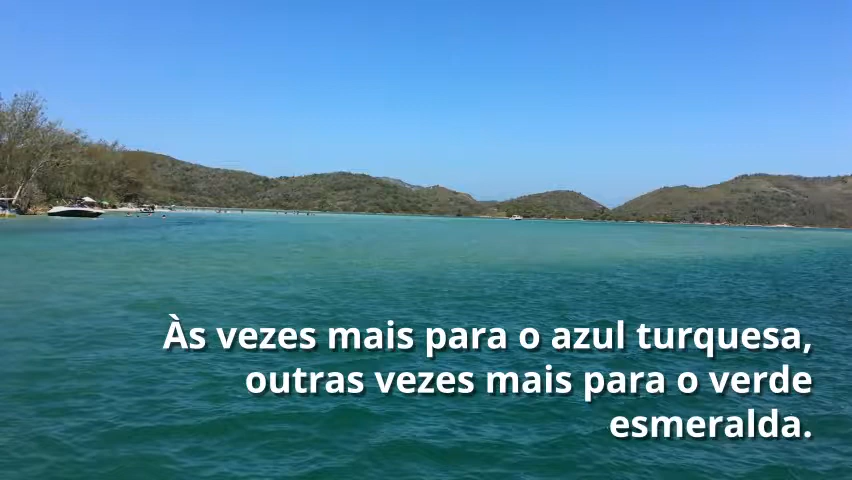 Às vezes mais para o azul turquesa,
outras vezes mais para o verde
esmeralda.